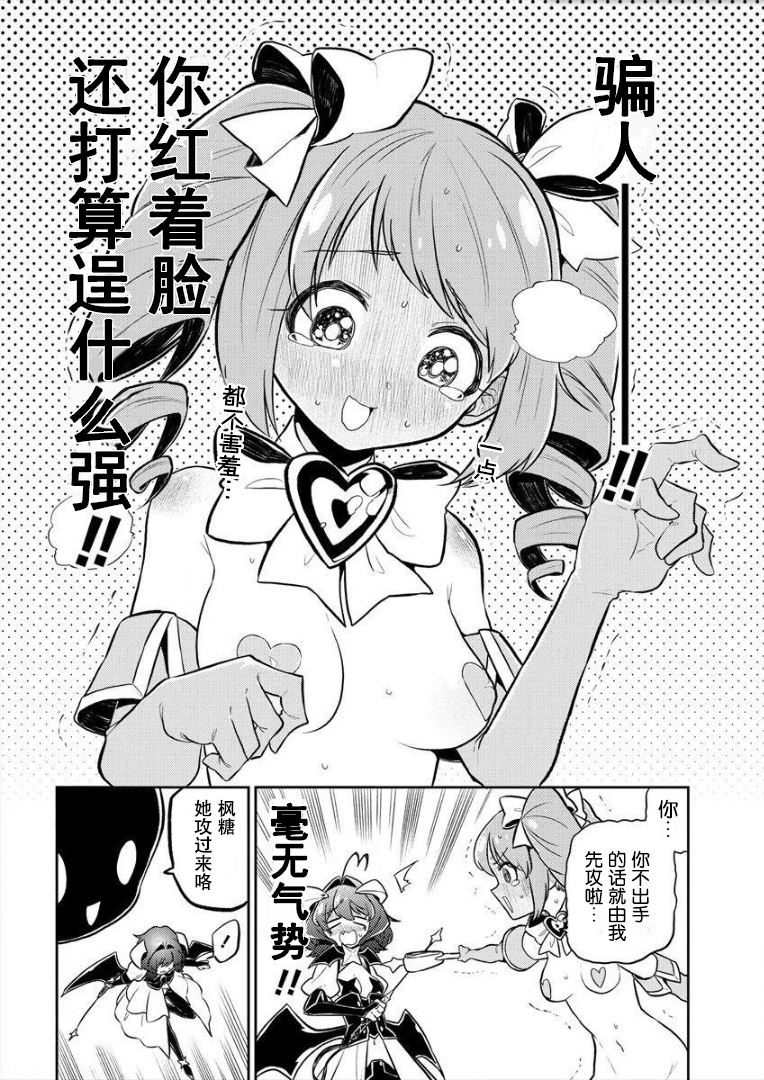 骗人——!!
一点
都不害羞…
你红着脸
还打算逞什么强!!
你…
你不出手
的话就由我
先攻啦…
毫无气势!!
枫糖
她攻过来咯
!